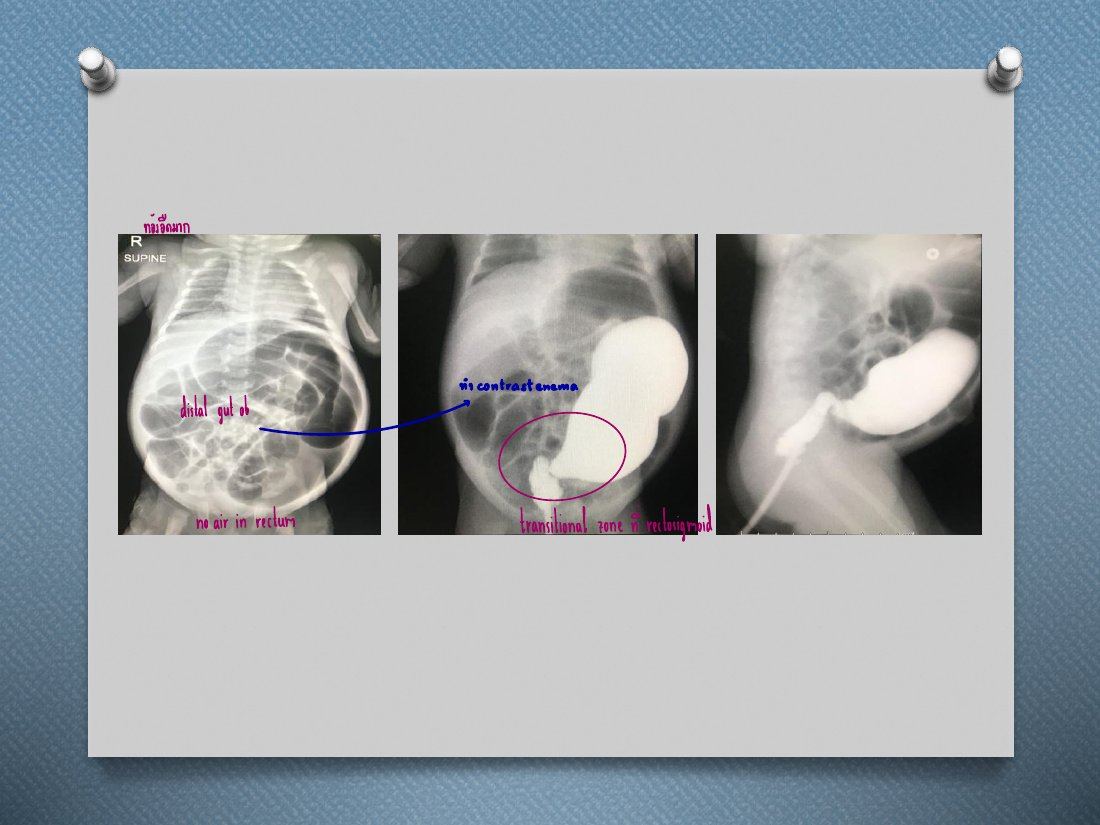 ท้องอืดมาก
R
SUPINE
distal gut ob
no air in rectum
ทำ contrast enema
transitional zone ที่ rectosigmoid